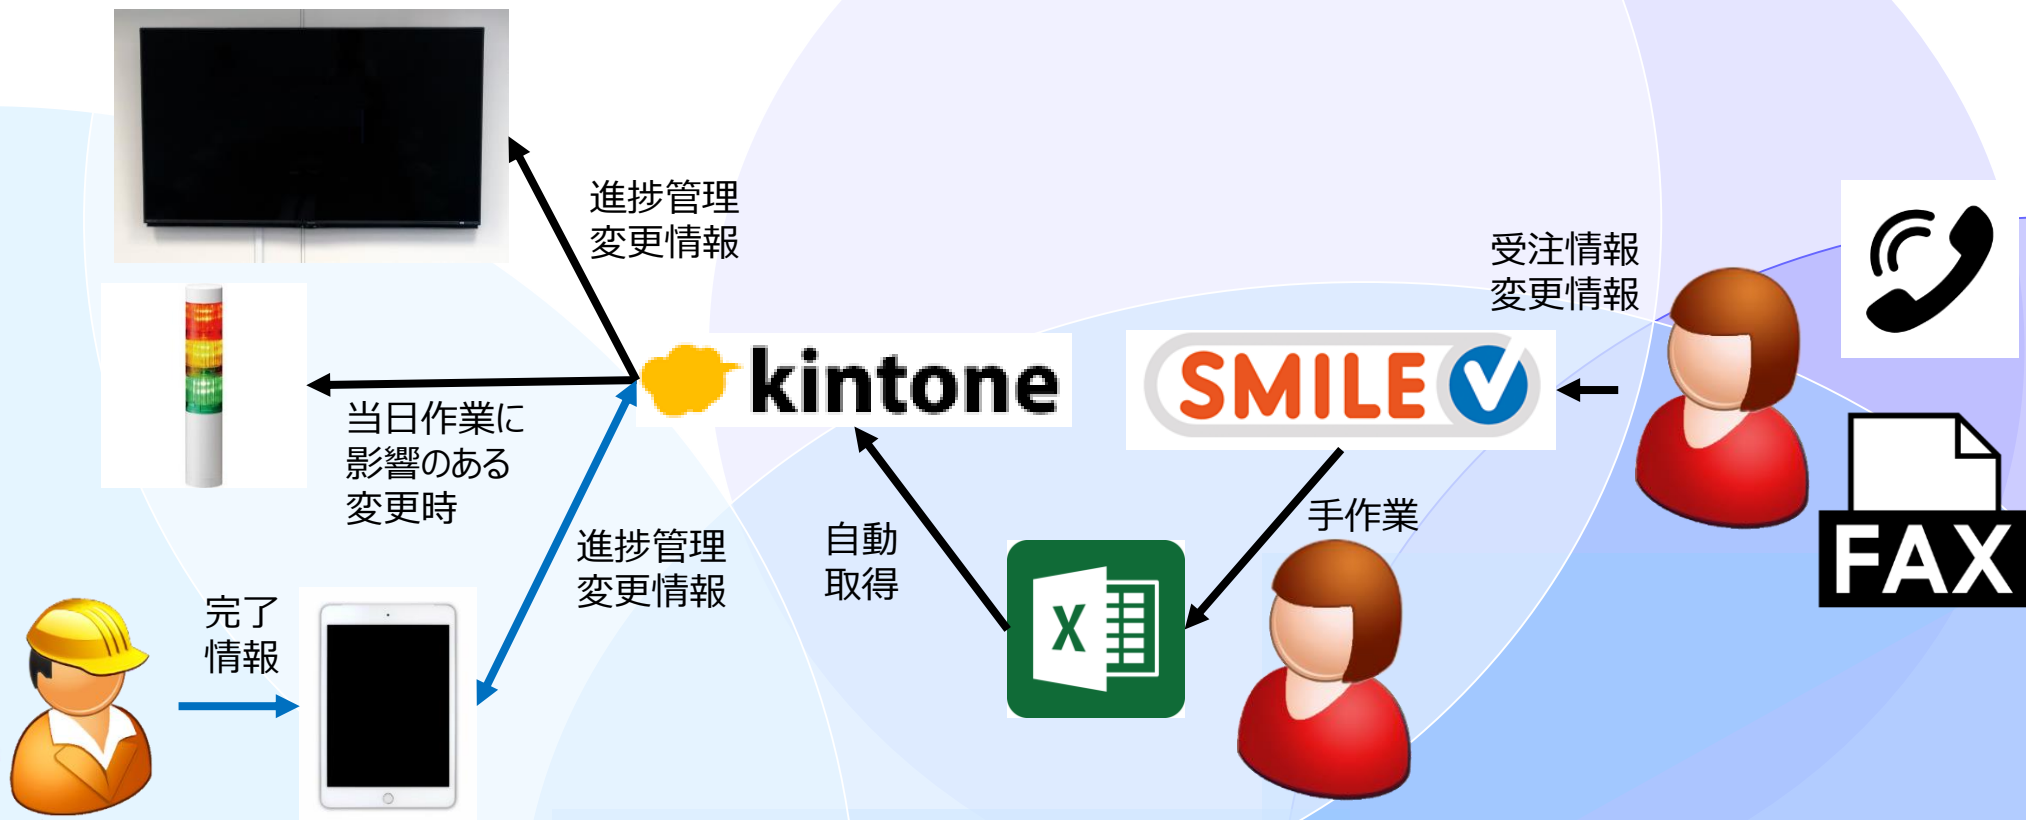 進捗管理
変更情報
受注情報
変更情報
kintone
SMILE V
当日作業に
影響のある
変更時
手作業
自動
取得
進捗管理
変更情報
FAX
完了
情報
X